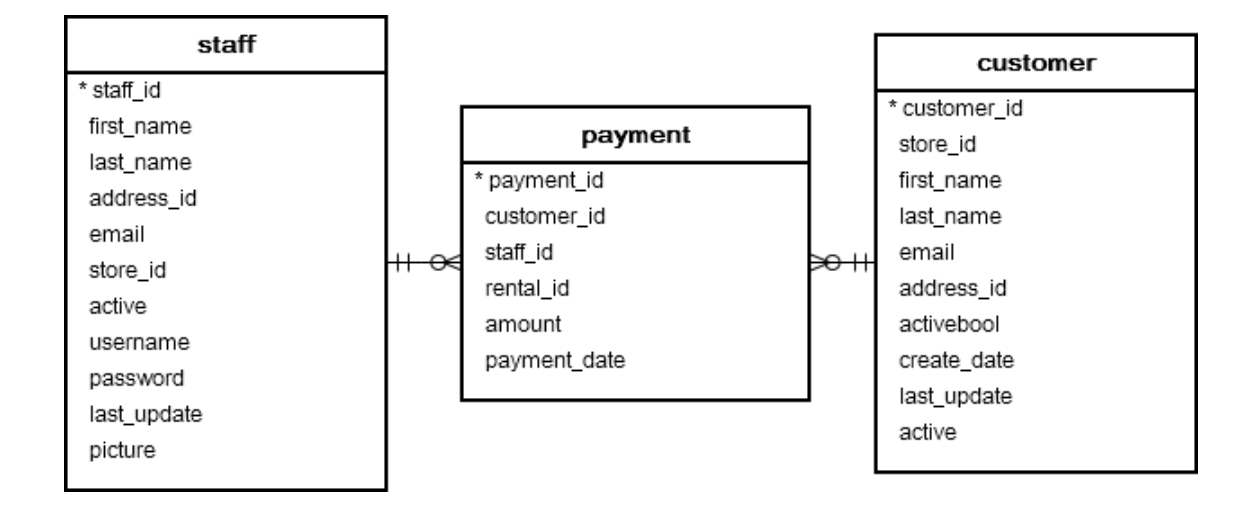 staff
* staff_id
first_name
last_name
address_id
email
store_id
active
username
password
last_update
picture
payment
* payment_id
customer_id
staff_id
rental_id
amount
payment_date
customer
* customer_id
store_id
first_name
last_name
email
address_id
activebool
create_date
last_update
active